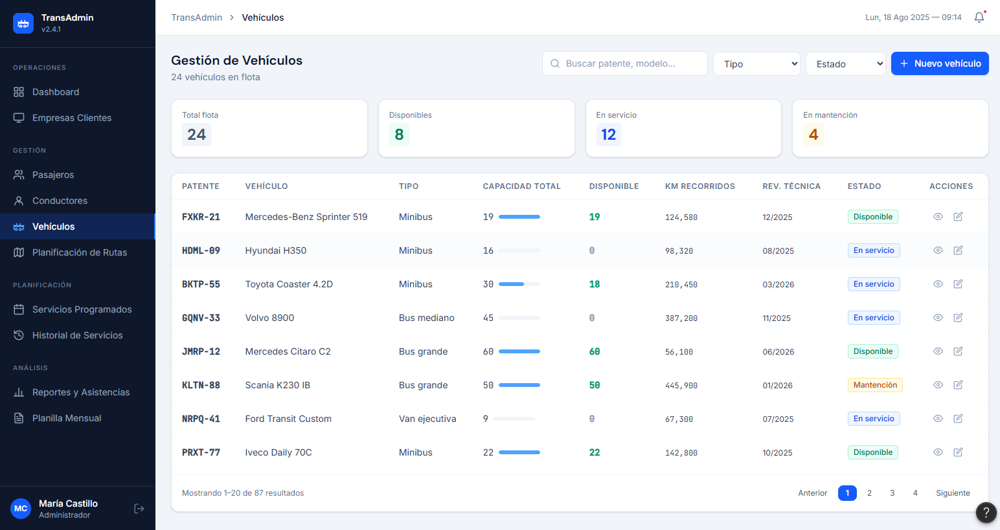 TransAdmin
v2.4.1
OPERACIONES
Dashboard
Empresas Clientes
GESTIÓN
Pasajeros
Conductores
Vehículos
Planificación de Rutas
PLANIFICACIÓN
Servicios Programados
Historial de Servicios
ANÁLISIS
Reportes y Asistencias
Planilla Mensual
MC
María Castillo
Administrador
TransAdmin > Vehículos
Lun, 18 Ago 2025 — 09:14
Gestión de Vehículos
24 vehículos en flota
Buscar patente, modelo...
Tipo
Estado
+ Nuevo vehículo
Total flota
24
Disponibles
8
En servicio
12
En mantención
4
PATENTE VEHÍCULO TIPO CAPACIDAD TOTAL DISPONIBLE KM RECORRIDOS REV. TÉCNICA ESTADO ACCIONES
FXKR-21 Mercedes-Benz Sprinter 519 Minibus 19 19 124,580 12/2025 Disponible
HDML-09 Hyundai H350 Minibus 16 0 98,320 08/2025 En servicio
BKTP-55 Toyota Coaster 4.2D Minibus 30 18 210,450 03/2026 En servicio
GQNV-33 Volvo 8900 Bus mediano 45 0 387,200 11/2025 En servicio
JMRP-12 Mercedes Citaro C2 Bus grande 60 60 56,100 06/2026 Disponible
KLTN-88 Scania K230 IB Bus grande 50 50 445,900 01/2026 Mantención
NRPQ-41 Ford Transit Custom Van ejecutiva 9 0 67,300 07/2025 En servicio
PRXT-77 Iveco Daily 70C Minibus 22 22 142,800 10/2025 Disponible
Mostrando 1–20 de 87 resultados
Anterior 1 2 3 4 Siguiente
?